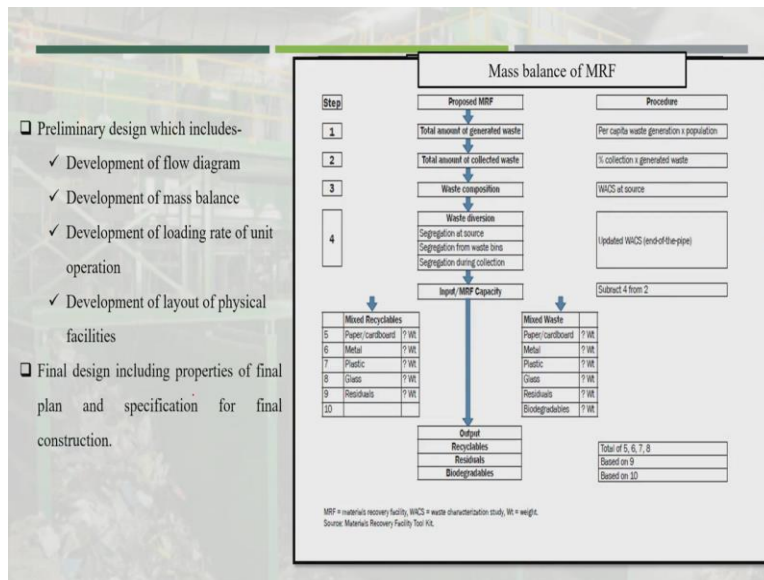 Mass balance of MRF
❑ Preliminary design which includes-
✓ Development of flow diagram
✓ Development of mass balance
✓ Development of loading rate of unit
operation
✓ Development of layout of physical
facilities
❑ Final design including properties of final
plan and specification for final
construction.
Step Proposed MRF Procedure
1 Total amount of generated waste Per capita waste generation x population
2 Total amount of collected waste % collection x generated waste
3 Waste composition WACS at source
4 Waste diversion
Segregation at source
Segregation from waste bins
Segregation during collection
Updated WACS (end-of-the-pipe)
Input/MRF Capacity Subract 4 from 2
Mixed Recyclables
5 Paper/cardboard ? Wt
6 Metal ? Wt
7 Plastic ? Wt
8 Glass ? Wt
9 Residuals ? Wt
10
Mixed Waste
Paper/cardboard ? Wt
Metal ? Wt
Plastic ? Wt
Glass ? Wt
Residuals ? Wt
Biodegradables ? Wt
Output
Recyclables Total of 5, 6, 7, 8
Residuals Based on 9
Biodegradables Based on 10
MRF = materials recovery facility, WACS = waste characterization study, Wt = weight.
Source: Materials Recovery Facility Tool Kit.